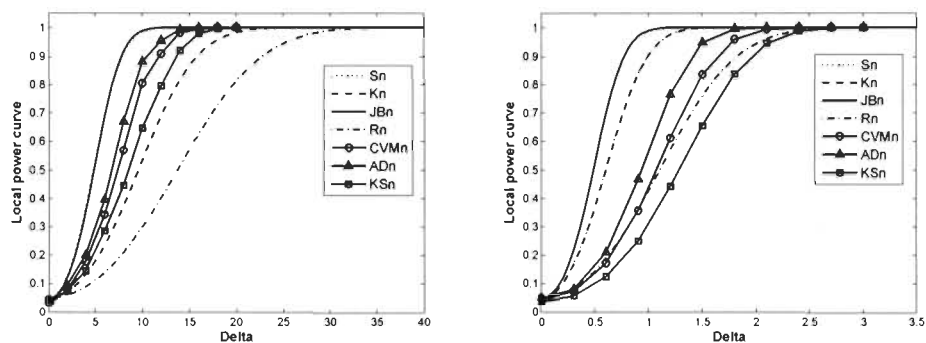 1
0.9
0.8
0.7
0.6
0.5
0.4
0.3
0.2
0.1
0
Local power curve
0 5 10 15 20 25 30 35 40
Delta
Sn
Kn
JBn
Rn
CVMn
ADn
KSn
1
0.9
0.8
0.7
0.6
0.5
0.4
0.3
0.2
0.1
0
Local power curve
0 0.5 1 1.5 2 2.5 3 3.5
Delta
Sn
Kn
JBn
Rn
CVMn
ADn
KSn